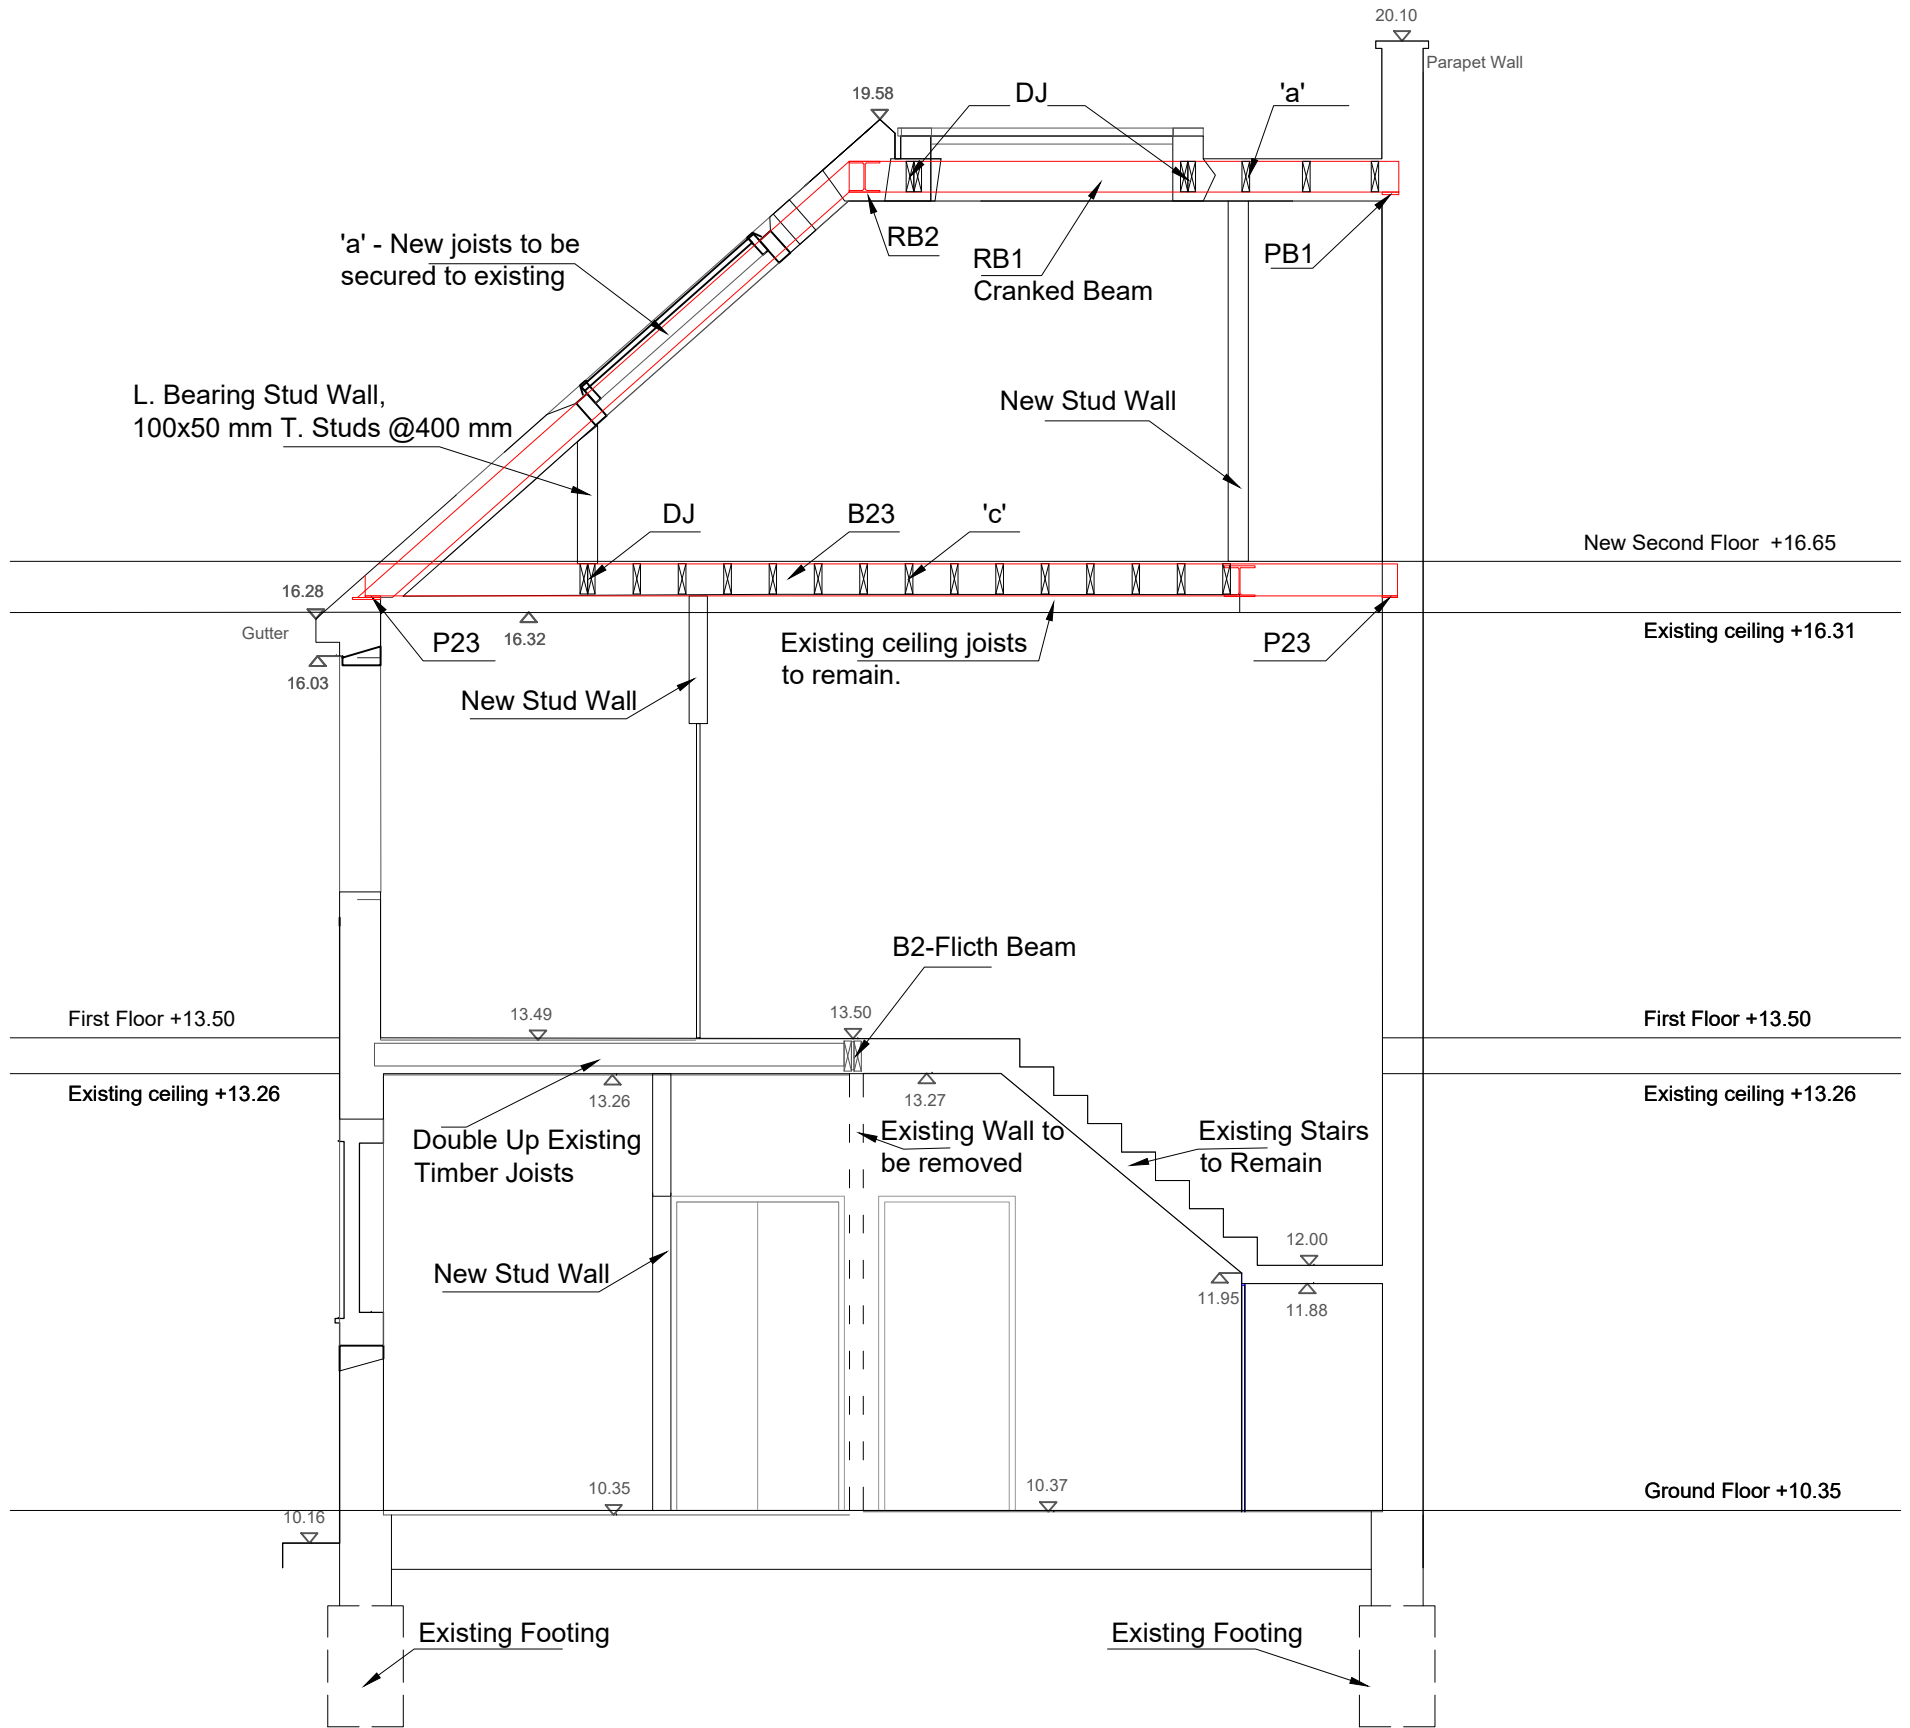 20.10
Parapet Wall
19.58
DJ
'a'
'a' - New joists to be
secured to existing
RB2
RB1
Cranked Beam
PB1
L. Bearing Stud Wall,
100x50 mm T. Studs @400 mm
New Stud Wall
DJ
B23
'c'
New Second Floor +16.65
16.28
Gutter
16.32
16.03
P23
Existing ceiling joists
to remain.
P23
Existing ceiling +16.31
New Stud Wall
B2-Flicth Beam
First Floor +13.50
13.49
13.50
First Floor +13.50
Existing ceiling +13.26
13.26
13.27
Existing ceiling +13.26
Double Up Existing
Timber Joists
Existing Wall to
be removed
Existing Stairs
to Remain
12.00
New Stud Wall
11.95
11.88
10.35
10.37
Ground Floor +10.35
10.16
Existing Footing
Existing Footing